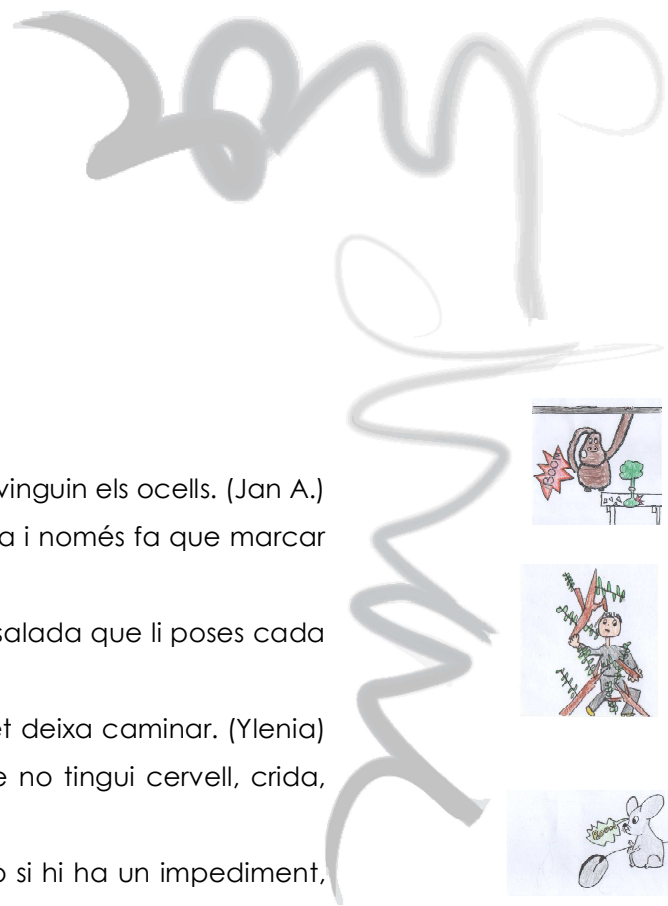 vinguin els ocells. (Jan A.)
a i només fa que marcar
salada que li poses cada
et deixa caminar. (Ylenia)
e no tingui cervell, crida,
o si hi ha un impediment,